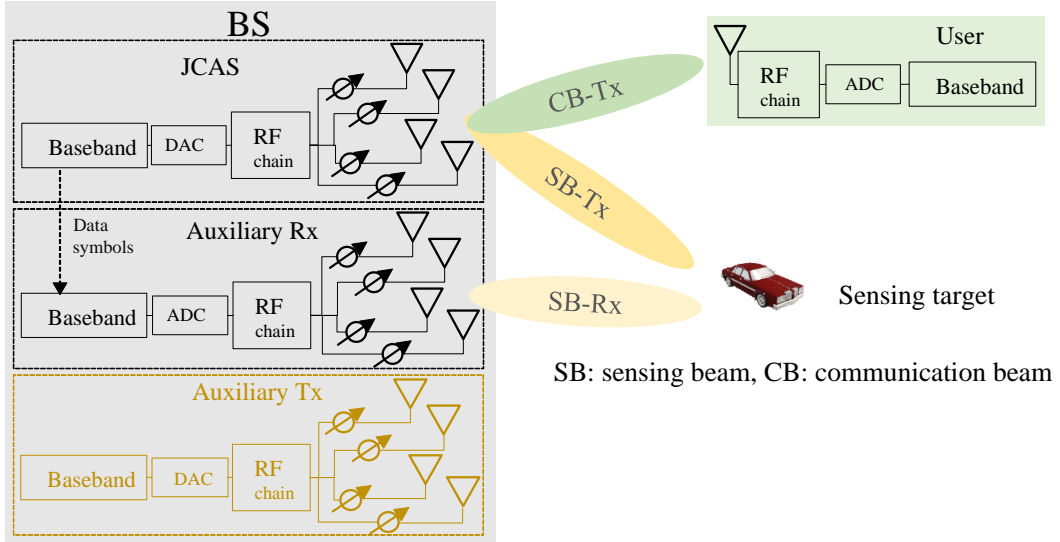 BS
JCAS
Baseband
DAC
RF
chain
Data
symbols
Auxiliary Rx
Baseband
ADC
RF
chain
Auxiliary Tx
Baseband
DAC
RF
chain
CB-Tx
SB-Tx
SB-Rx
User
RF
chain
ADC
Baseband
Sensing target
SB: sensing beam, CB: communication beam